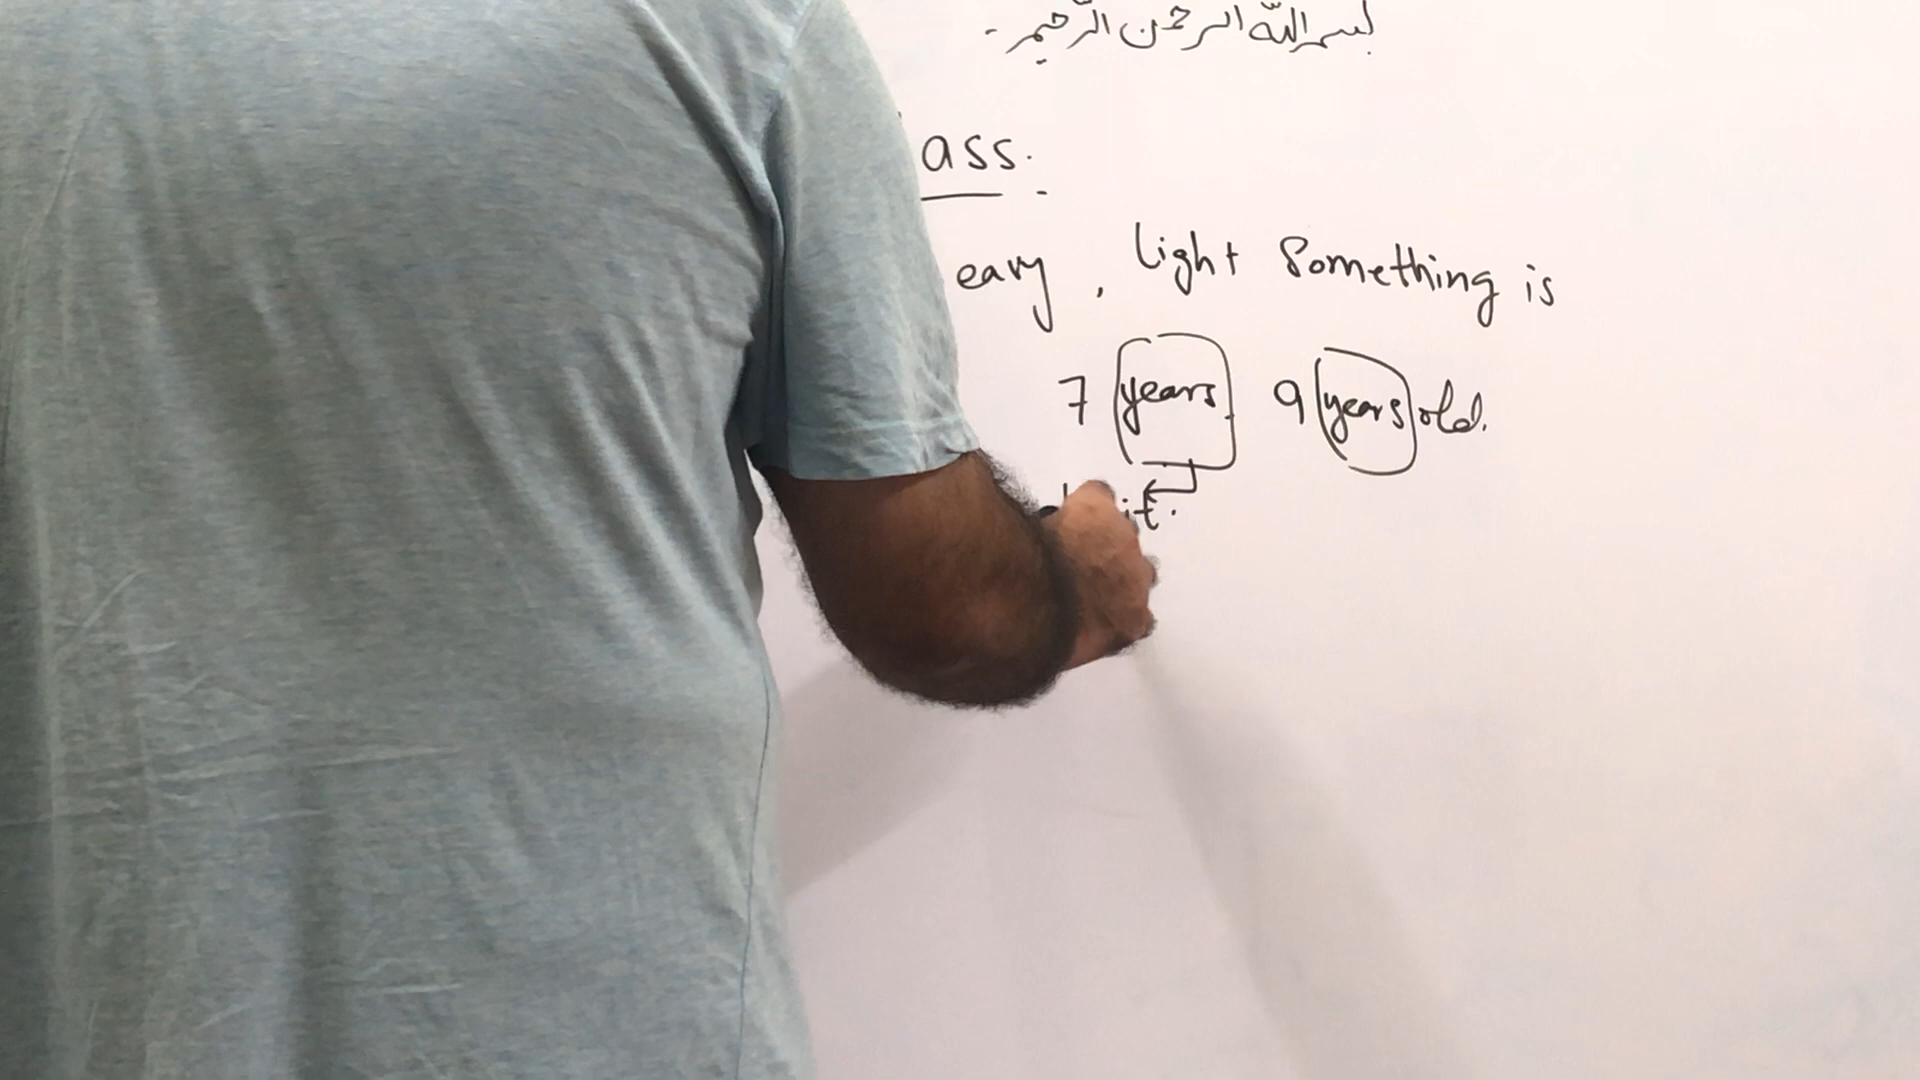 بسم الله الرحمن الرحيم -
ass.
eavy, light Something is
7 years 9 years old.
it.